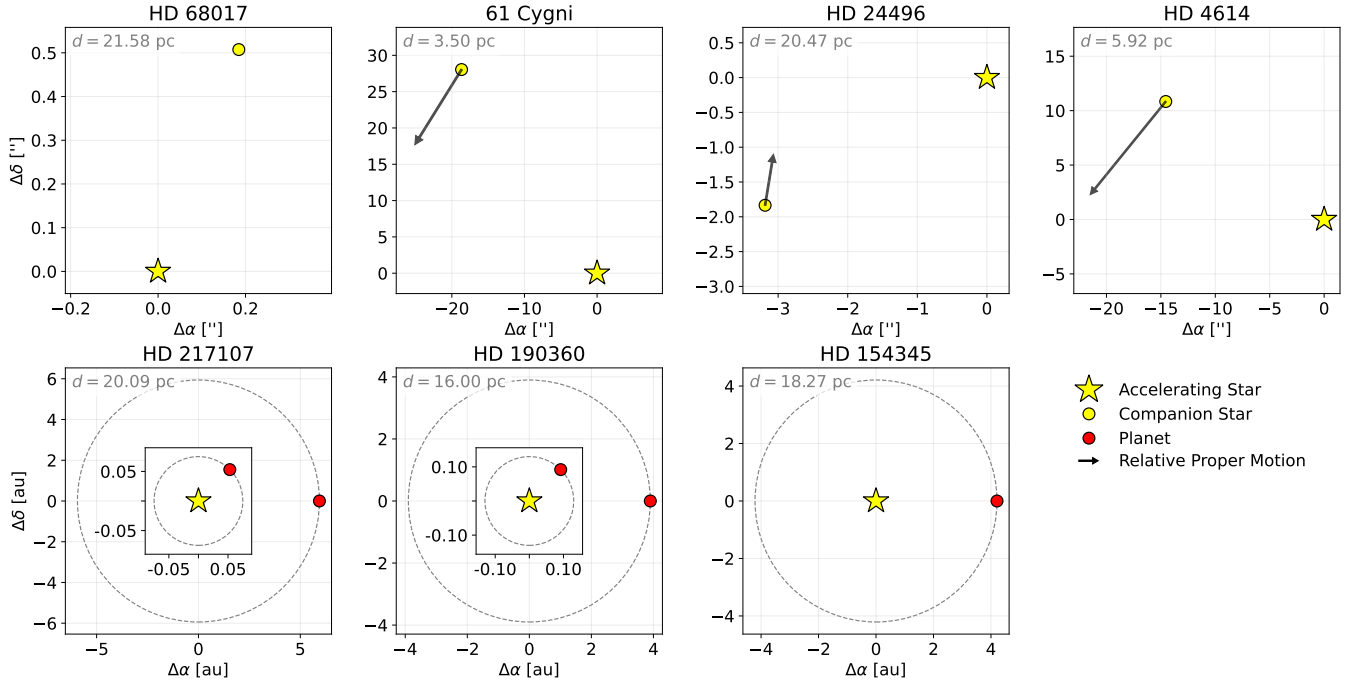 HD 68017
d = 21.58 pc
0.5
0.4
0.3
0.2
0.1
0.0
Δδ ['']
−0.2
0.0
0.2
Δα ['']
61 Cygni
d = 3.50 pc
30
25
20
15
10
5
0
−20
−10
0
Δα ['']
HD 24496
d = 20.47 pc
0.5
0.0
−0.5
−1.0
−1.5
−2.0
−2.5
−3.0
−3
−2
−1
0
Δα ['']
HD 4614
d = 5.92 pc
15
10
5
0
−5
−20
−15
−10
−5
0
Δα ['']
HD 217107
d = 20.09 pc
6
4
2
0
−2
−4
−6
Δδ [au]
0.05
-0.05
-0.05
0.05
−5
0
5
Δα [au]
HD 190360
d = 16.00 pc
4
2
0
−2
−4
0.10
-0.10
-0.10
0.10
−4
−2
0
2
4
Δα [au]
HD 154345
d = 18.27 pc
4
2
0
−2
−4
−4
−2
0
2
4
Δα [au]
Accelerating Star
Companion Star
Planet
Relative Proper Motion